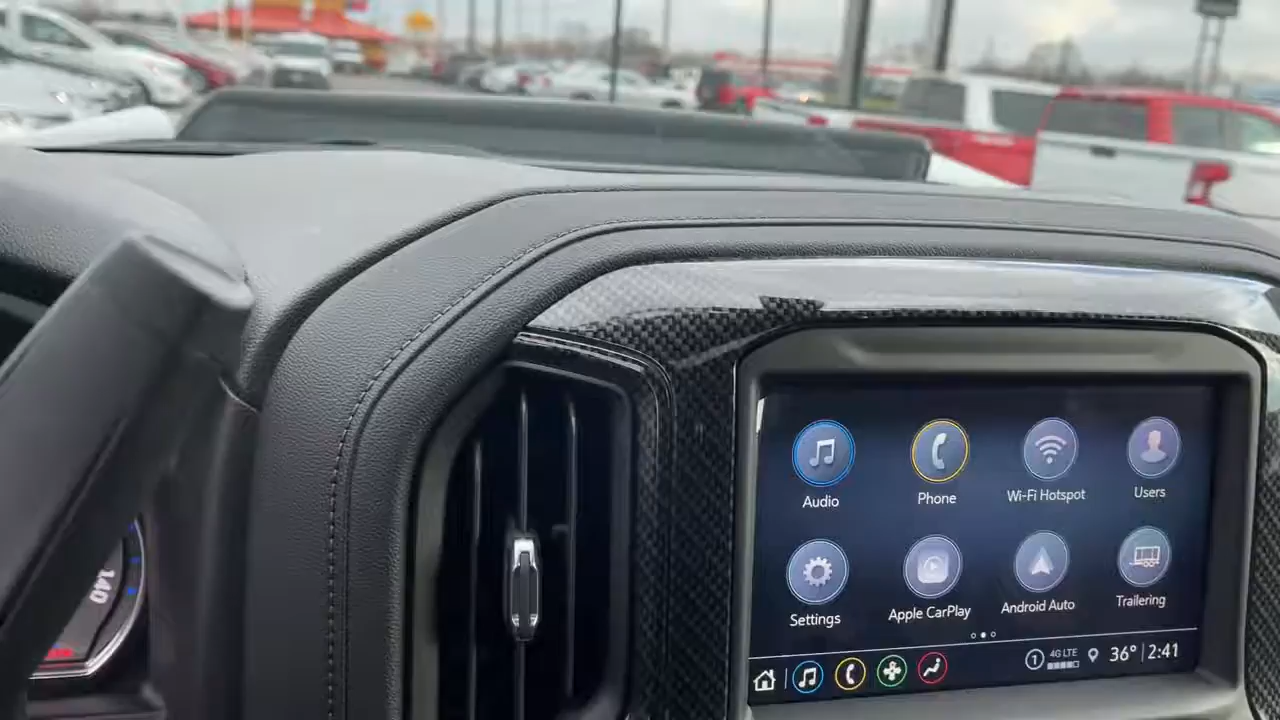 Audio
Phone
Wi-Fi Hotspot
Users
Settings
Apple CarPlay
Android Auto
Trailering
1
4G LTE
36° 2:41
140